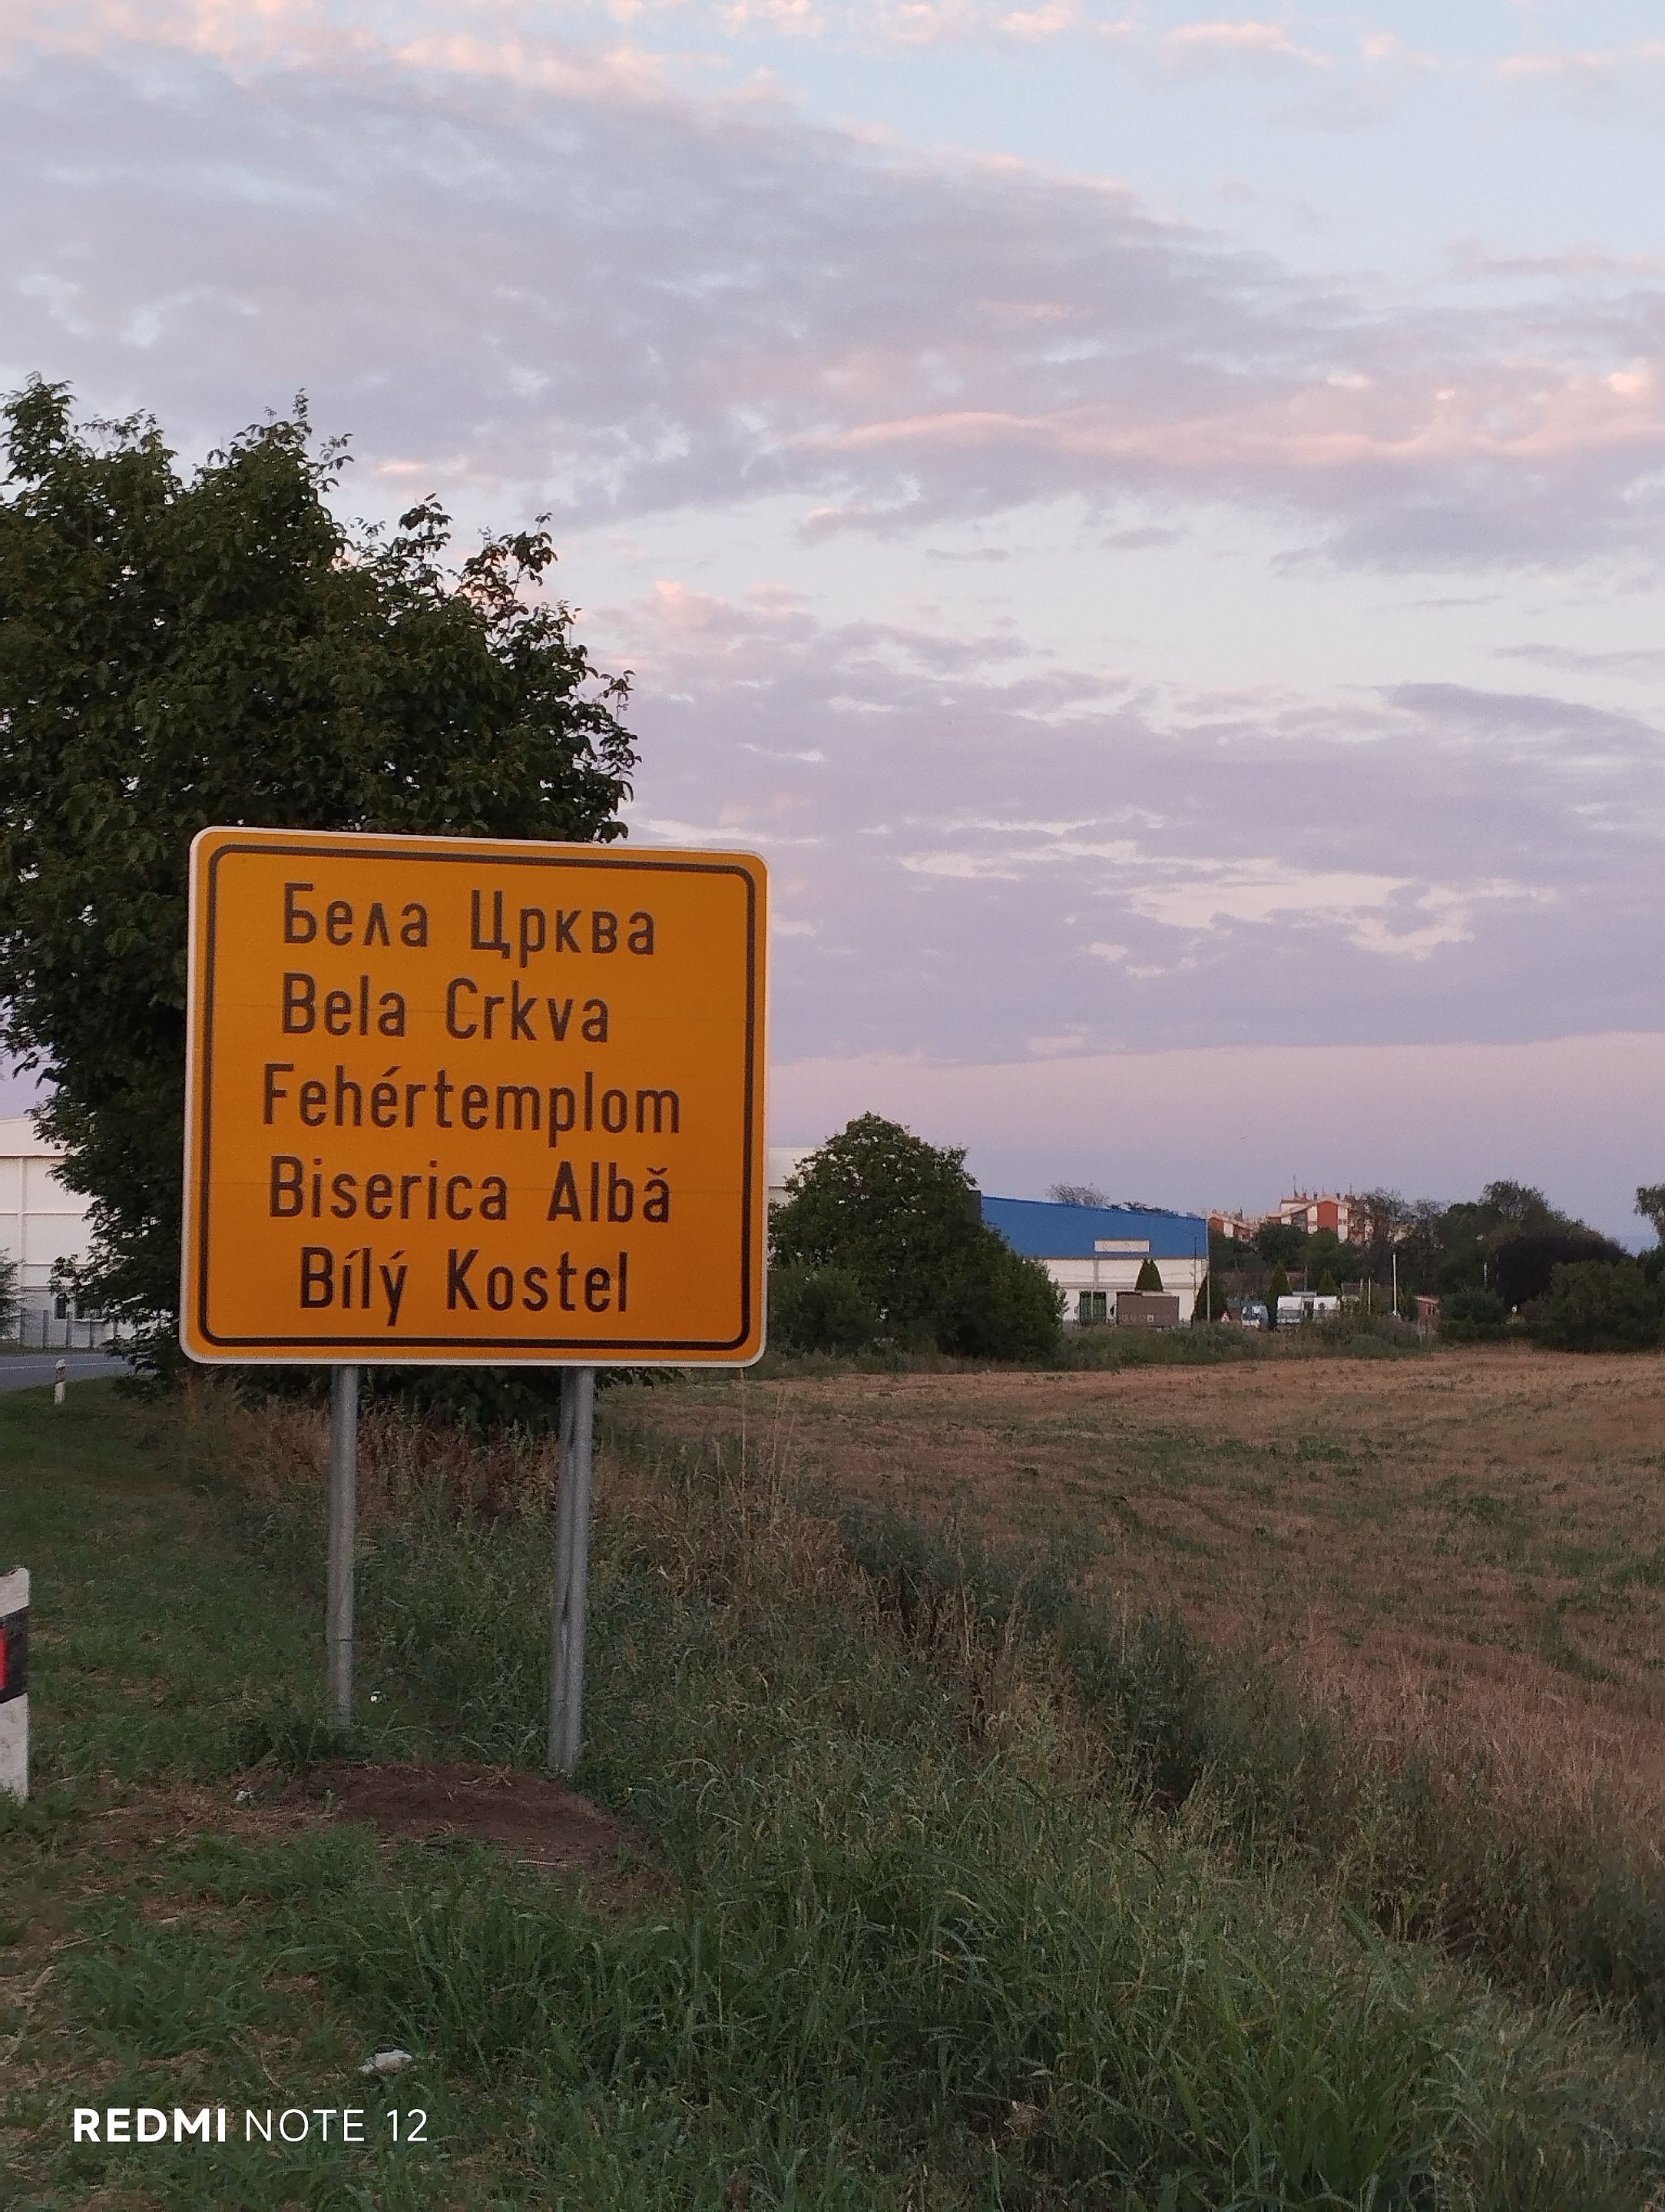 Бела Црква
Bela Crkva
Fehértemplom
Biserica Albă
Bílý Kostel
REDMI NOTE 12